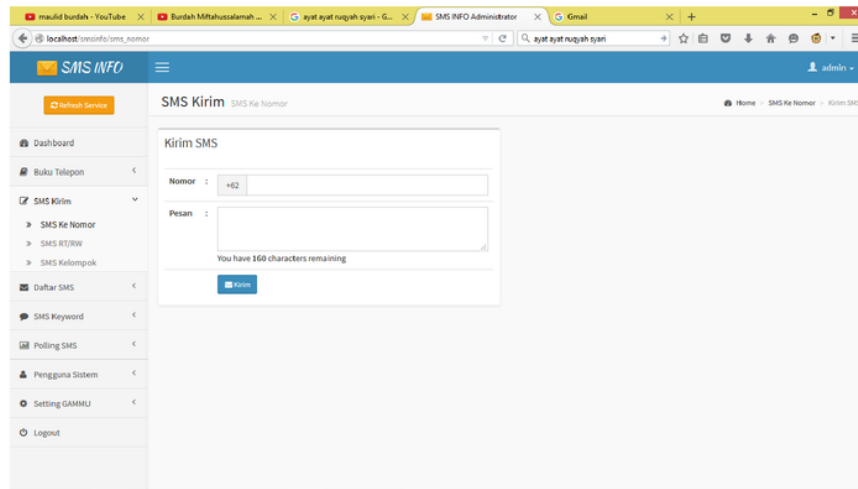 maulid burdah - YouTube
Burdah Miftahussalamah ...
ayat ayat ruqyah syari - G...
SMS INFO Administrator
Gmail
localhost/smsinfo/sms_nomor
ayat ayat ruqyah syari
SMS INFO
admin
Refresh Service
SMS Kirim SMS Ke Nomor
Home > SMS Ke Nomor > Kirim SMS
Dashboard
Buku Telepon
SMS Kirim
SMS Ke Nomor
SMS RT/RW
SMS Kelompok
Daftar SMS
SMS Keyword
Polling SMS
Pengguna Sistem
Setting GAMMU
Logout
Kirim SMS
Nomor : +62
Pesan :
You have 160 characters remaining
Kirim